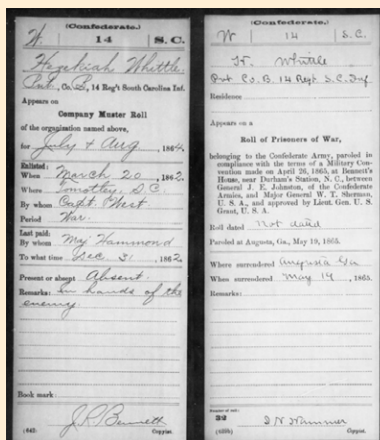 (Confederate.)
W 14 S.C.
Hezekiah Whittle
Pvt, Co. B, 14 Reg't South Carolina Inf.
Appears on
Company Muster Roll
of the organization named above,
for July & Aug, 1864.
Enlisted:
When March 20, 1862.
Where S.C.
By whom Capt. West
Period War.
Last paid:
By whom Maj Hammond
To what time Dec. 31, 1862.
Present or absent Absent.
Remarks: In hands of the
enemy.
Book mark:
J.R. Bennett
(642) Copyist.
(Confederate.)
W 14 S.C.
H. Whittle
Pvt Co. B. 14 Regt. S.C. Inf.
Residence
Appears on a
Roll of Prisoners of War,
belonging to the Confederate Army, paroled in
compliance with the terms of a Military Con-
vention made on April 26, 1865, at Bennett's
House, near Durham's Station, N. C., between
General J. E. Johnston, of the Confederate
Armies, and Major General W. T. Sherman,
U. S. A., and approved by Lieut. Gen. U. S.
Grant, U. S. A.
Roll dated Not dated
Paroled at Augusta, Ga., May 19, 1865.
Where surrendered Augusta Ga
When surrendered May 14, 1865.
Remarks:
Number of roll:
32
Copyist.